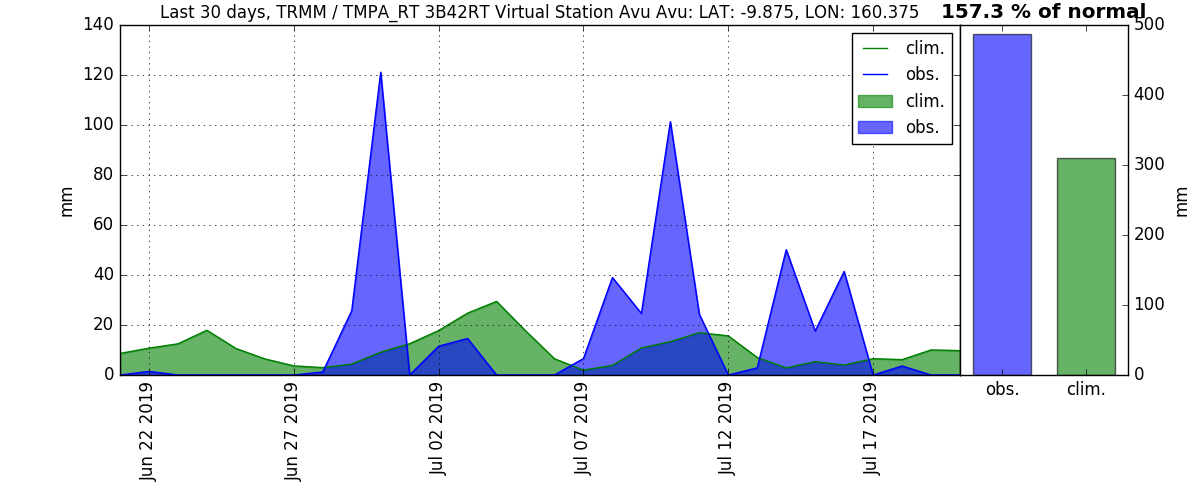 Last 30 days, TRMM / TMPA_RT 3B42RT Virtual Station Avu Avu: LAT: -9.875, LON: 160.375
157.3 % of normal
140
120
100
80
60
40
20
0
mm
clim.
obs.
clim.
obs.
Jun 22 2019
Jun 27 2019
Jul 02 2019
Jul 07 2019
Jul 12 2019
Jul 17 2019
500
400
300
200
100
0
mm
obs.
clim.